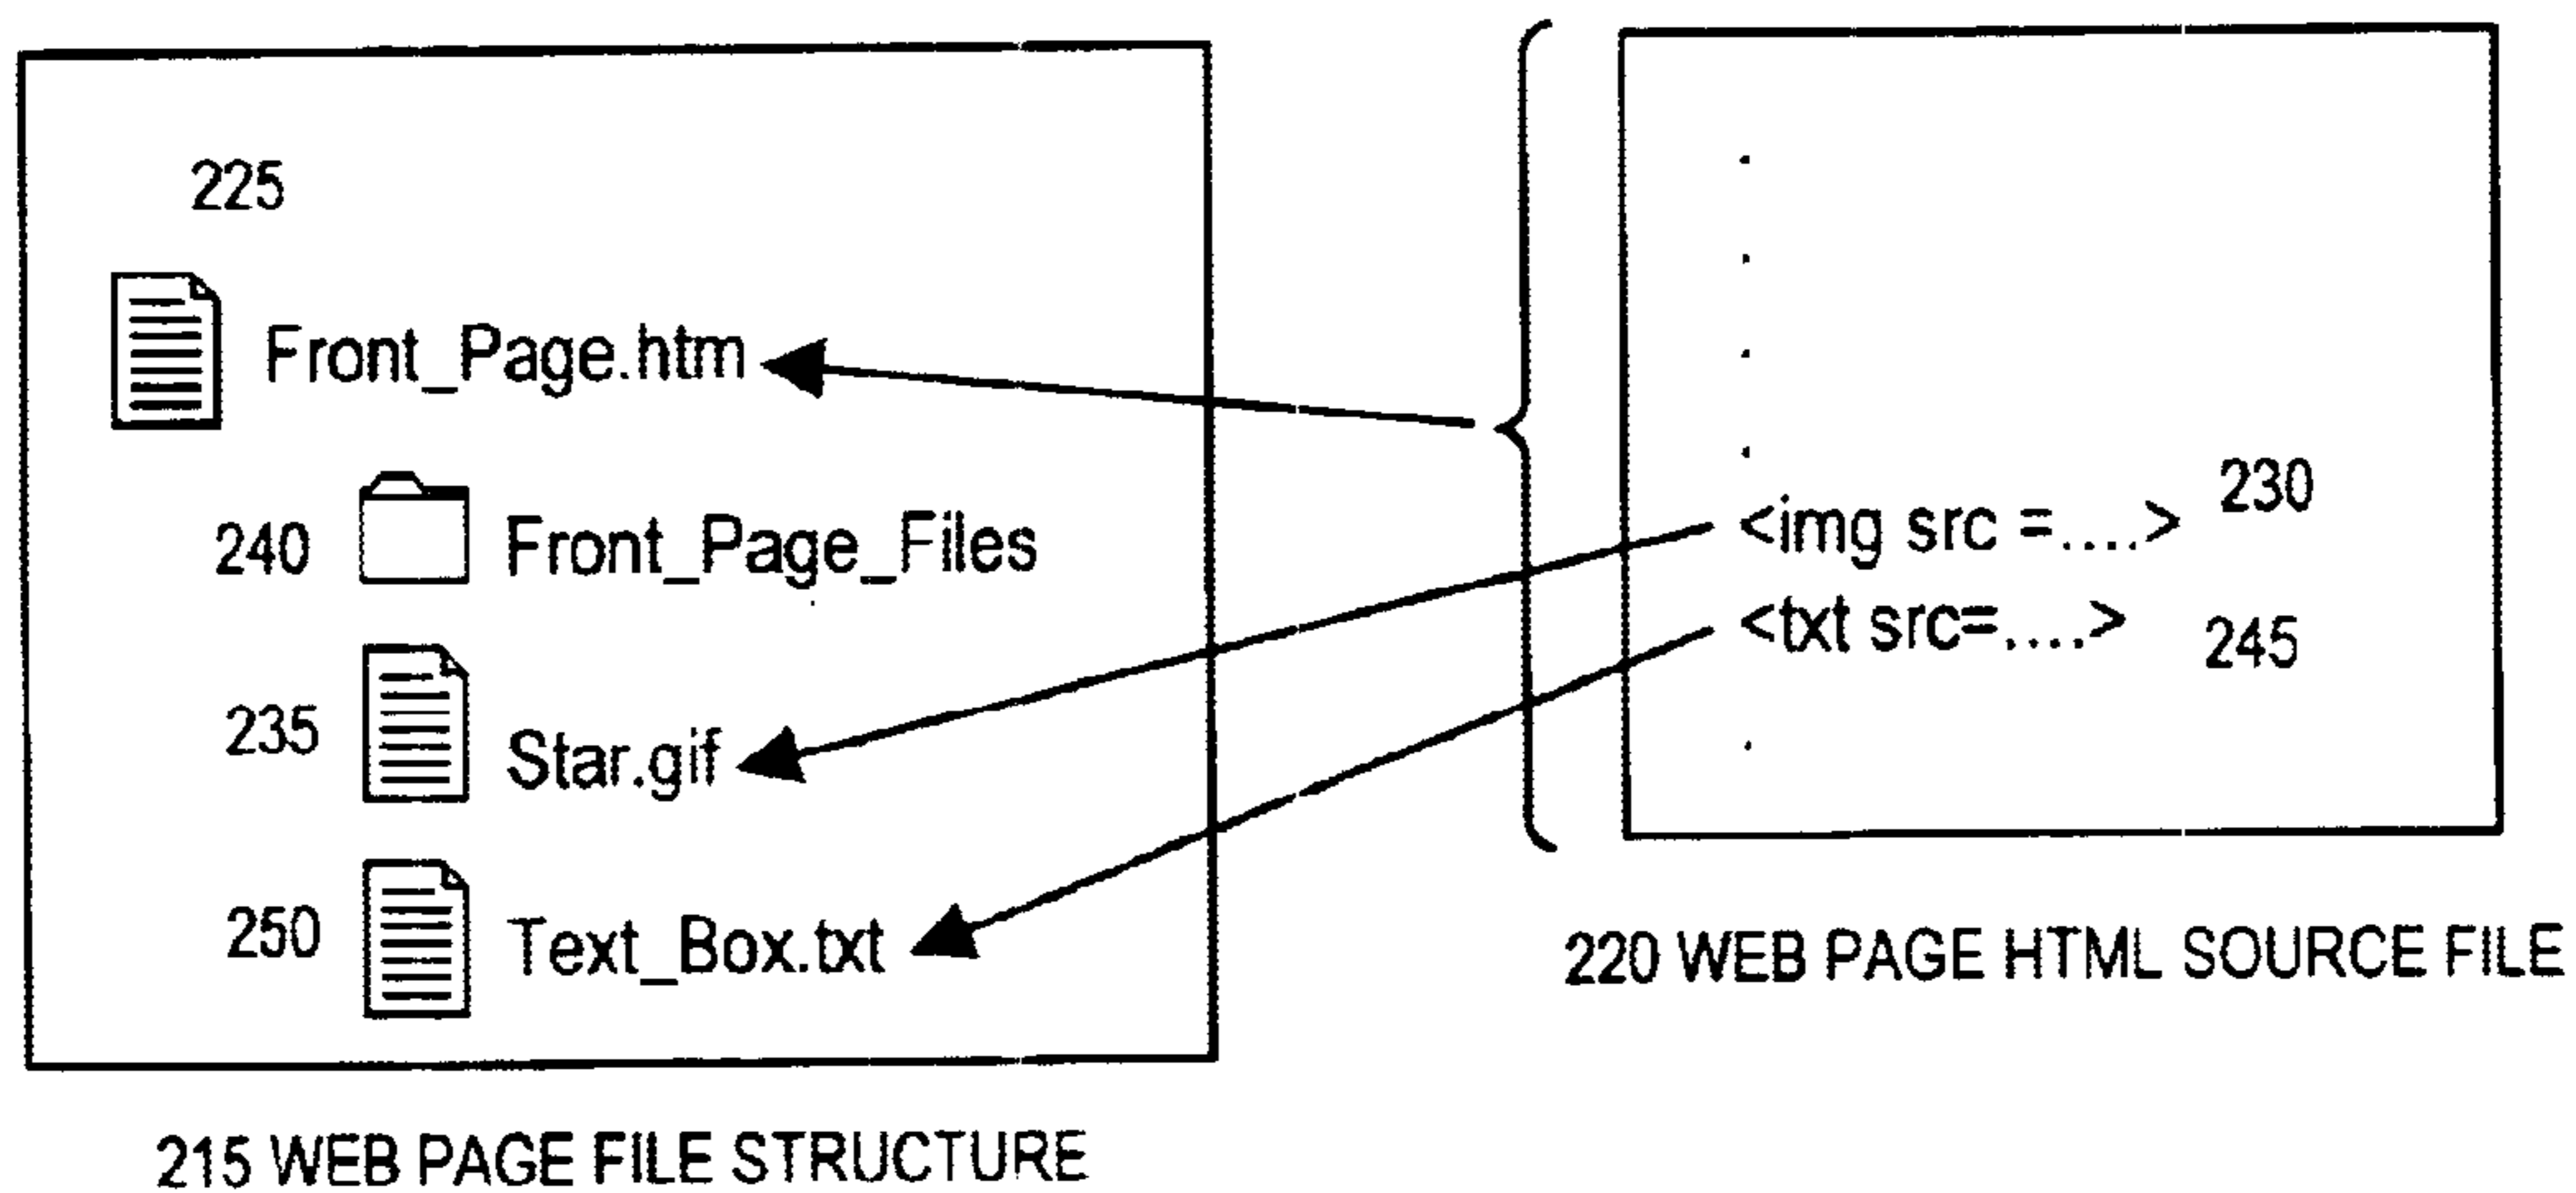 225
Front_Page.htm
240 Front_Page_Files
235 Star.gif
250 Text_Box.txt
215 WEB PAGE FILE STRUCTURE
.
.
.
.
<img src =....> 230
<txt src=....> 245
.
220 WEB PAGE HTML SOURCE FILE